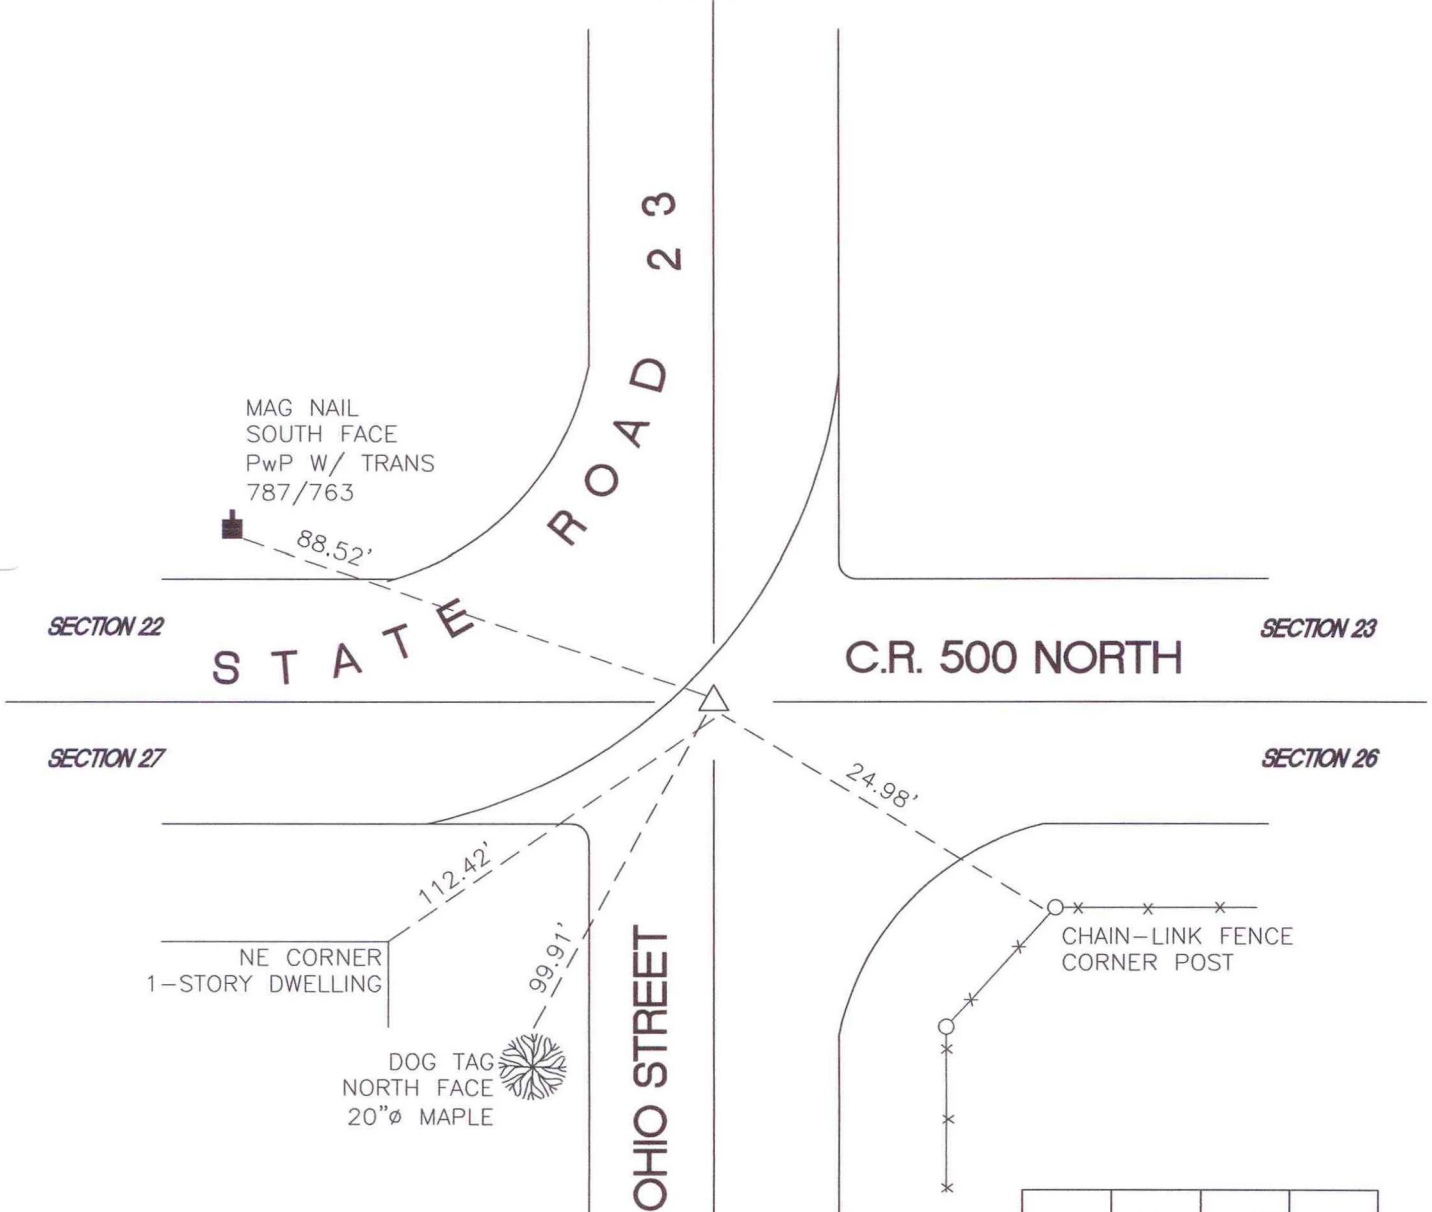 STATE ROAD 23
MAG NAIL
SOUTH FACE
PwP W/ TRANS
787/763
88.52'
SECTION 22
SECTION 23
C.R. 500 NORTH
SECTION 27
SECTION 26
24.98'
112.42'
99.91'
NE CORNER
1-STORY DWELLING
CHAIN-LINK FENCE
CORNER POST
OHIO STREET
DOG TAG
NORTH FACE
20"ø MAPLE